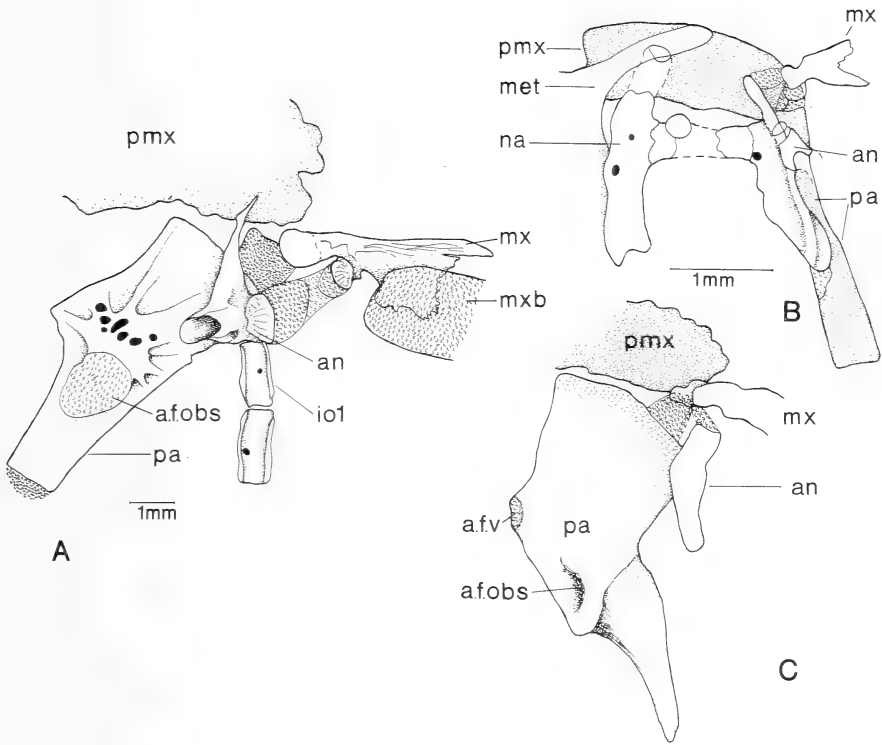 pmx
mx
mxb
an
io1
a.f.obs
pa
1mm
A
mx
pmx
met
na
an
pa
1mm
B
pmx
mx
an
a.f.v
pa
a.f.obs
C